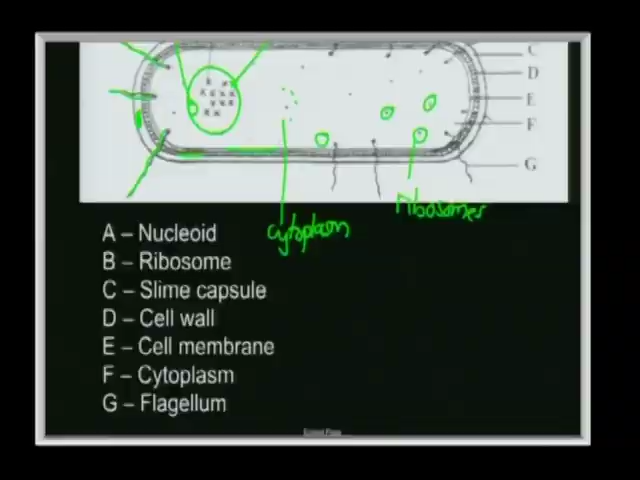 C
D
E
F
G
Ribosomes
cytoplasm
A – Nucleoid
B – Ribosome
C – Slime capsule
D – Cell wall
E – Cell membrane
F – Cytoplasm
G – Flagellum